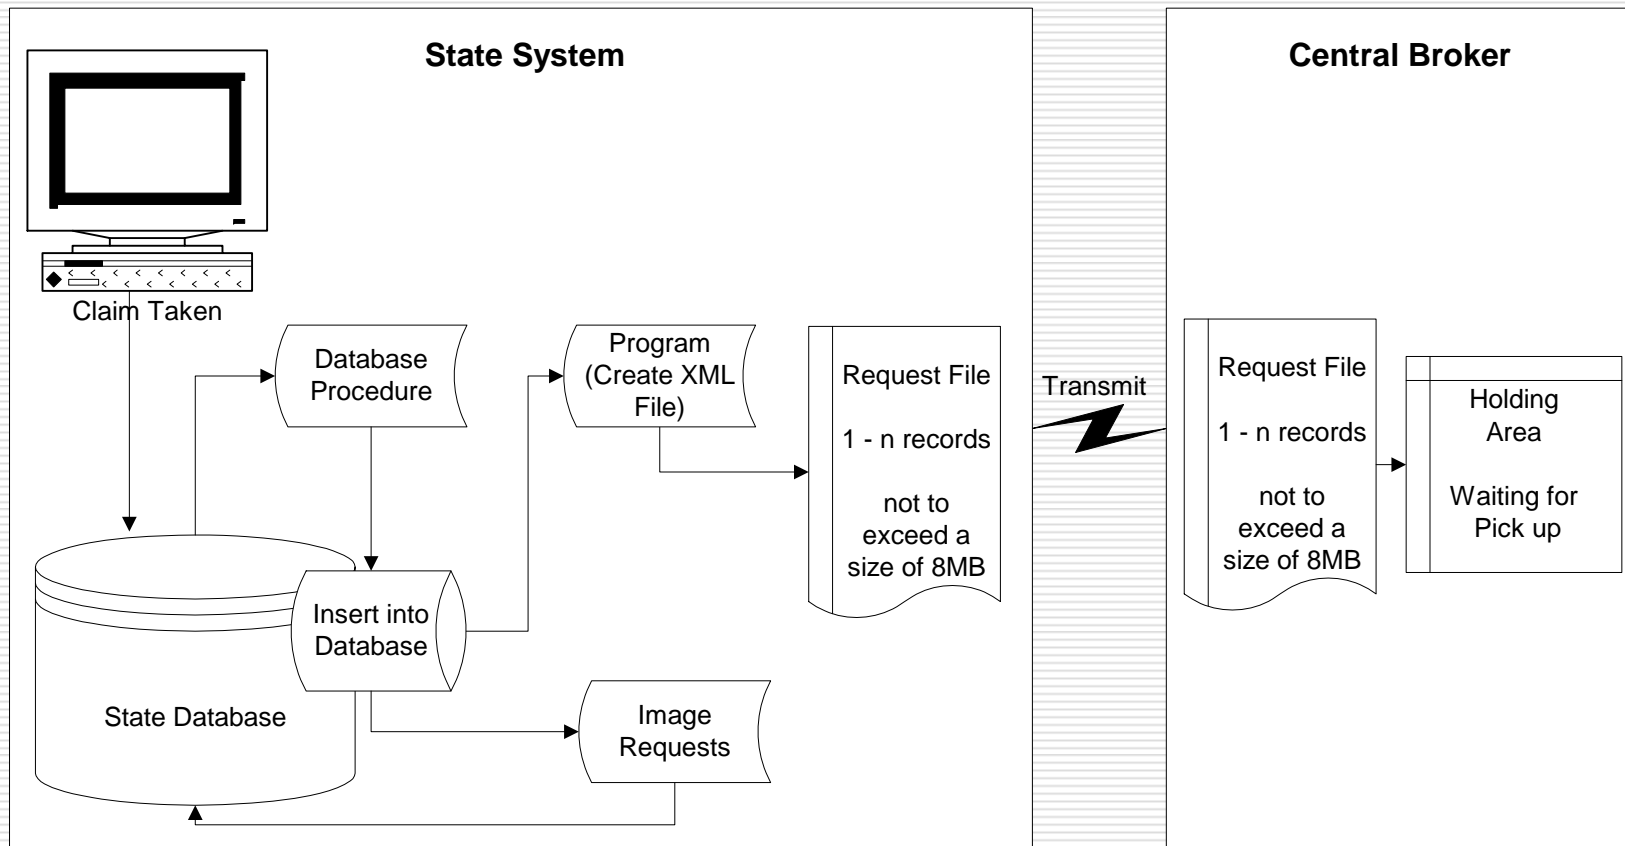 State System
Central Broker
Claim Taken
Database
Procedure
Program
(Create XML
File)
Request File
1 - n records
not to
exceed a
size of 8MB
Transmit
Request File
1 - n records
not to
exceed a
size of 8MB
Holding
Area
Waiting for
Pick up
Insert into
Database
State Database
Image
Requests